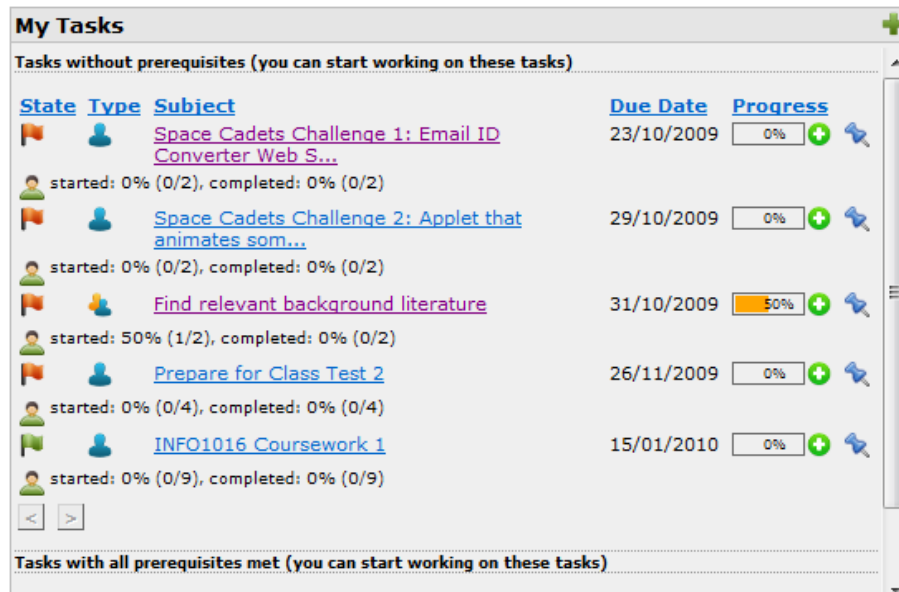 My Tasks
Tasks without prerequisites (you can start working on these tasks)
State Type Subject Due Date Progress
Space Cadets Challenge 1: Email ID 23/10/2009 0%
Converter Web S...
started: 0% (0/2), completed: 0% (0/2)
Space Cadets Challenge 2: Applet that 29/10/2009 0%
animates som...
started: 0% (0/2), completed: 0% (0/2)
Find relevant background literature 31/10/2009 50%
started: 50% (1/2), completed: 0% (0/2)
Prepare for Class Test 2 26/11/2009 0%
started: 0% (0/4), completed: 0% (0/4)
INFO1016 Coursework 1 15/01/2010 0%
started: 0% (0/9), completed: 0% (0/9)
< >
Tasks with all prerequisites met (you can start working on these tasks)